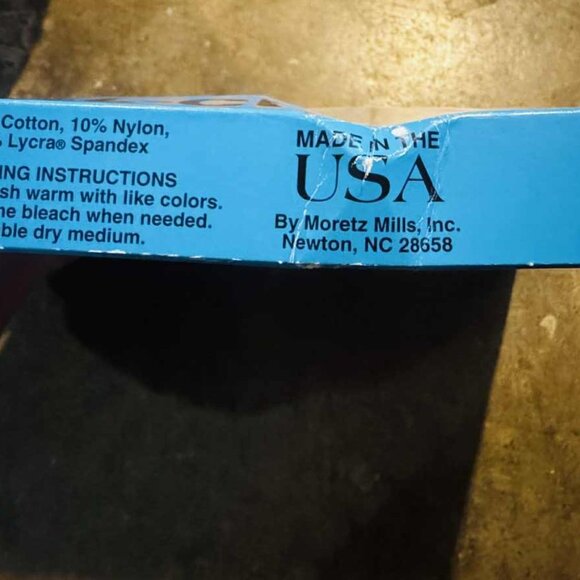 Cotton, 10% Nylon,
% Lycra® Spandex
ING INSTRUCTIONS
sh warm with like colors.
ne bleach when needed.
ble dry medium.
MADE IN THE
USA
By Moretz Mills, Inc.
Newton, NC 28658